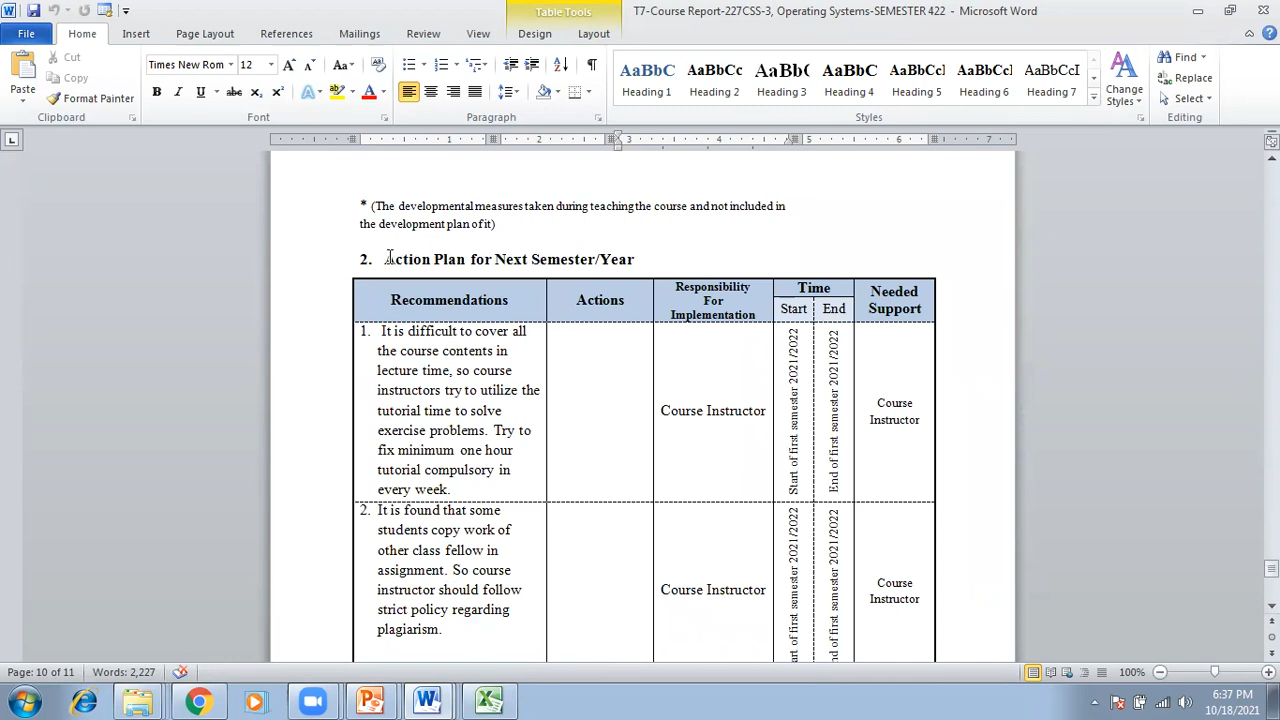 Table Tools
T7-Course Report-227CSS-3, Operating Systems-SEMESTER 422 - Microsoft Word
File Home Insert Page Layout References Mailings Review View Design Layout
Times New Rom 12
Paste
Cut
Copy
Format Painter
AaBbC AaBbCc AaBb( AaBbCc AaBbCcI AaBbCc AaBbCcI
Heading 1 Heading 2 Heading 3 Heading 4 Heading 5 Heading 6 Heading 7
Change Styles
Find
Replace
Select
Clipboard Font Paragraph Styles Editing
1 2 3 4 5 6 7
* (The developmental measures taken during teaching the course and not included in
the development plan of it)
2. Action Plan for Next Semester/Year
Recommendations
Actions
Responsibility
For
Implementation
Time
Start End
Needed
Support
1. It is difficult to cover all
the course contents in
lecture time, so course
instructors try to utilize the
tutorial time to solve
exercise problems. Try to
fix minimum one hour
tutorial compulsory in
every week.
Course Instructor
Start of first semester 2021/2022
End of first semester 2021/2022
Course
Instructor
2. It is found that some
students copy work of
other class fellow in
assignment. So course
instructor should follow
strict policy regarding
plagiarism.
Course Instructor
of first semester 2021/2022
of first semester 2021/2022
Course
Instructor
Page: 10 of 11 Words: 2,227 100%
6:37 PM
10/18/2021